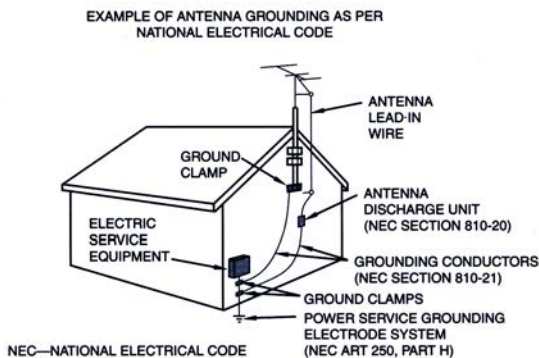 EXAMPLE OF ANTENNA GROUNDING AS PER
NATIONAL ELECTRICAL CODE
ANTENNA
LEAD-IN
WIRE
GROUND
CLAMP
ANTENNA
DISCHARGE UNIT
(NEC SECTION 810-20)
ELECTRIC
SERVICE
EQUIPMENT
GROUNDING CONDUCTORS
(NEC SECTION 810-21)
GROUND CLAMPS
POWER SERVICE GROUNDING
ELECTRODE SYSTEM
(NEC ART 250, PART H)
NEC—NATIONAL ELECTRICAL CODE